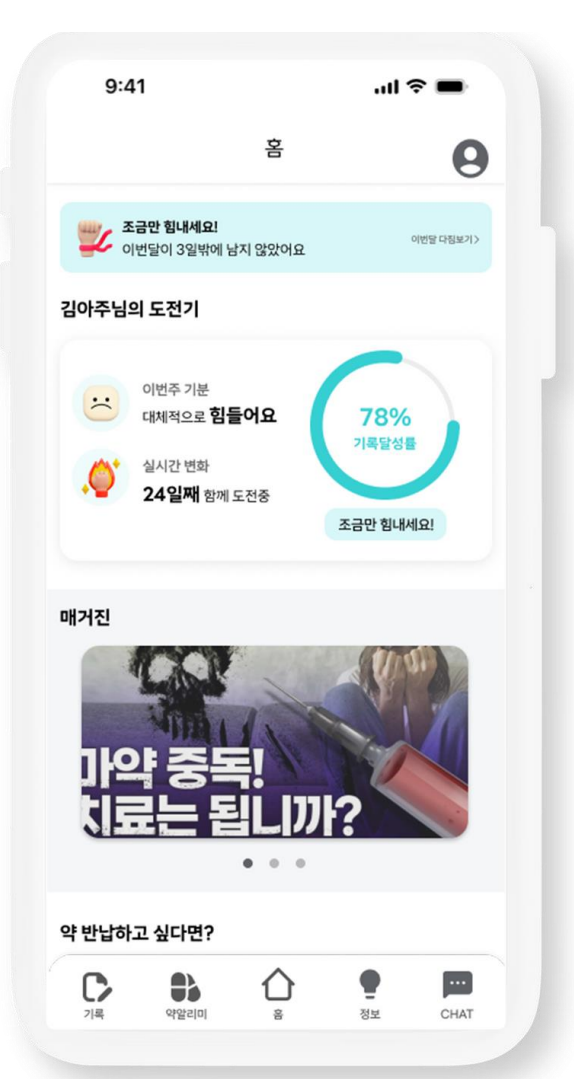 9:41
홈
조금만 힘내세요!
이번달이 3일밖에 남지 않았어요
이번달 다짐보기>
김아주님의 도전기
이번주 기분
대체적으로 힘들어요
실시간 변화
24일째 함께 도전중
78%
기록달성률
조금만 힘내세요!
매거진
마약 중독!
치료는 됩니까?
약 반납하고 싶다면?
기록
약알리미
홈
정보
CHAT